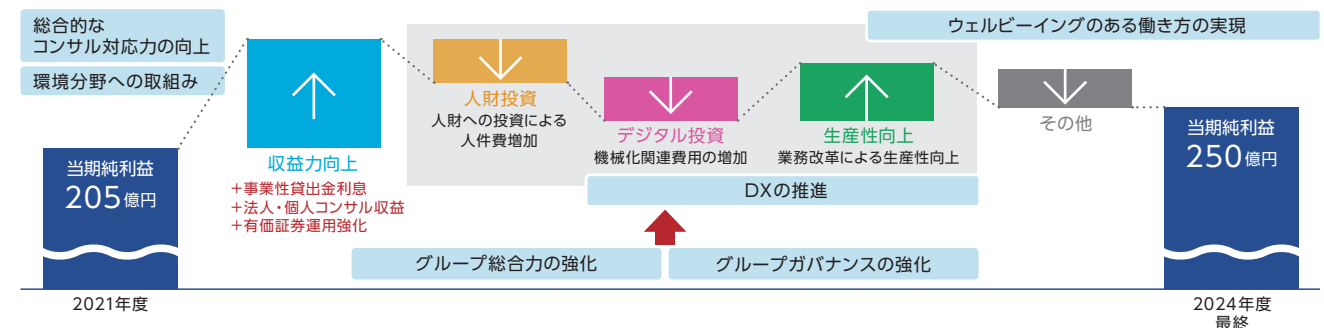 総合的な
コンサル対応力の向上
環境分野への取組み
ウェルビーイングのある働き方の実現
当期純利益
205億円
収益力向上
+事業性貸出金利息
+法人・個人コンサル収益
+有価証券運用強化
人財投資
人財への投資による
人件費増加
デジタル投資
機械化関連費用の増加
生産性向上
業務改革による生産性向上
その他
当期純利益
250億円
DXの推進
グループ総合力の強化
グループガバナンスの強化
2021年度
2024年度
最終